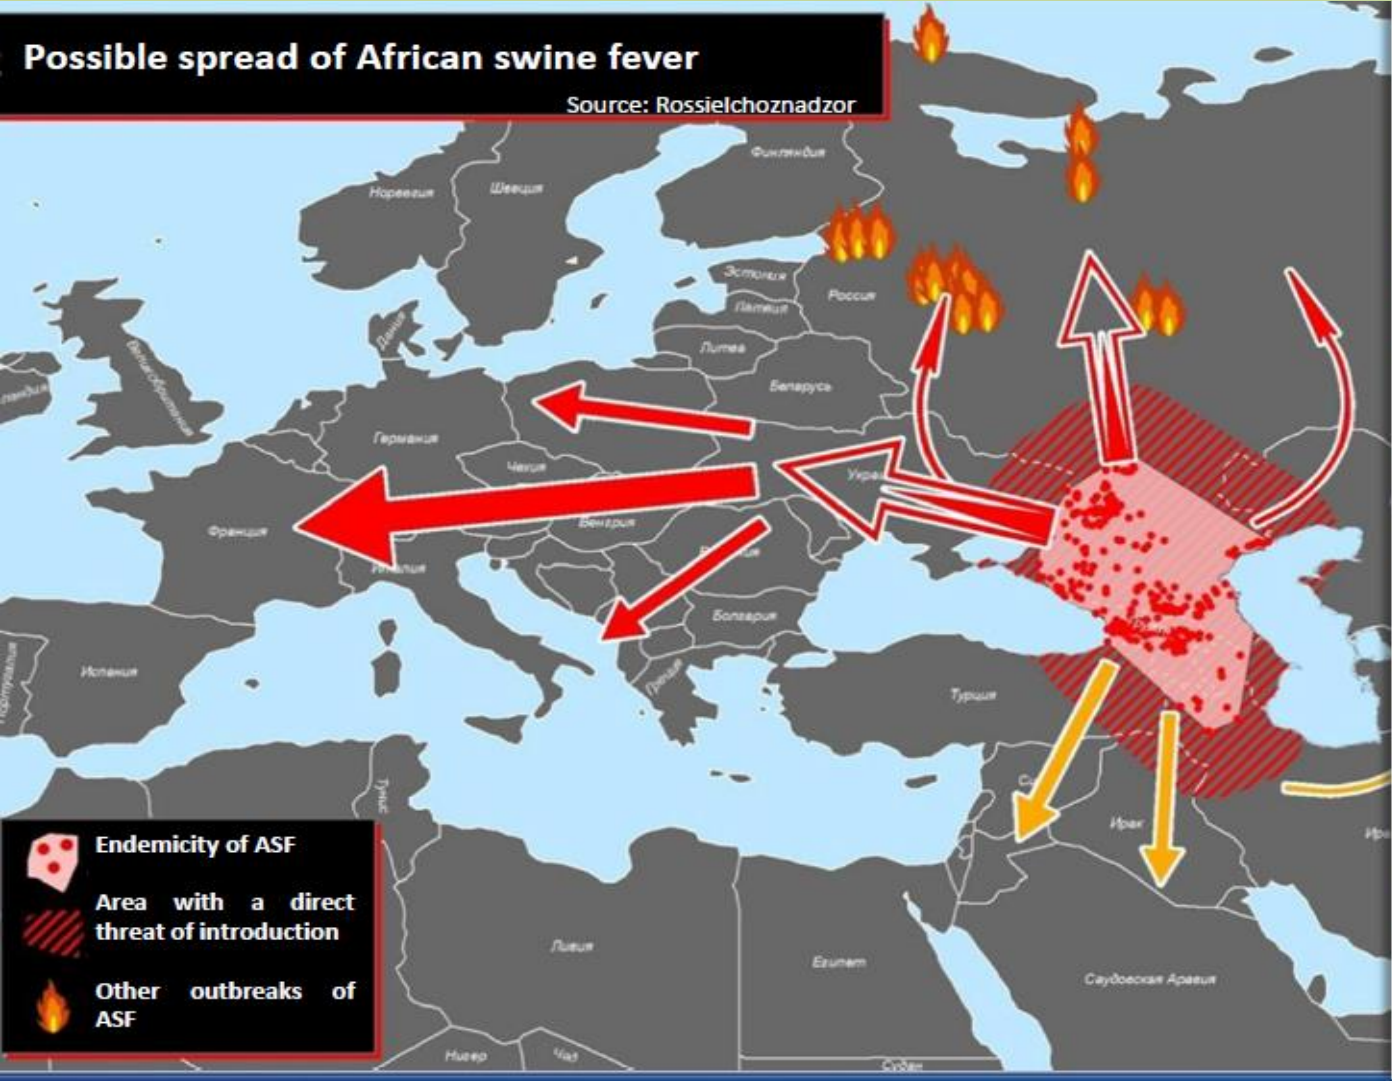 Possible spread of African swine fever
Source: Rossielchoznadzor
Финляндия
Норвегия
Швеция
Эстония
Россия
Латвия
Дания
Литва
Великобритания
Беларусь
Германия
Чехия
Франция
Венгрия
Болгария
Испания
Португалия
Греция
Турция
Тунис
Ирак
Ливия
Египет
Саудовская Аравия
Нигер
Чад
Судан
Endemicity of ASF
Area with a direct
threat of introduction
Other outbreaks of
ASF